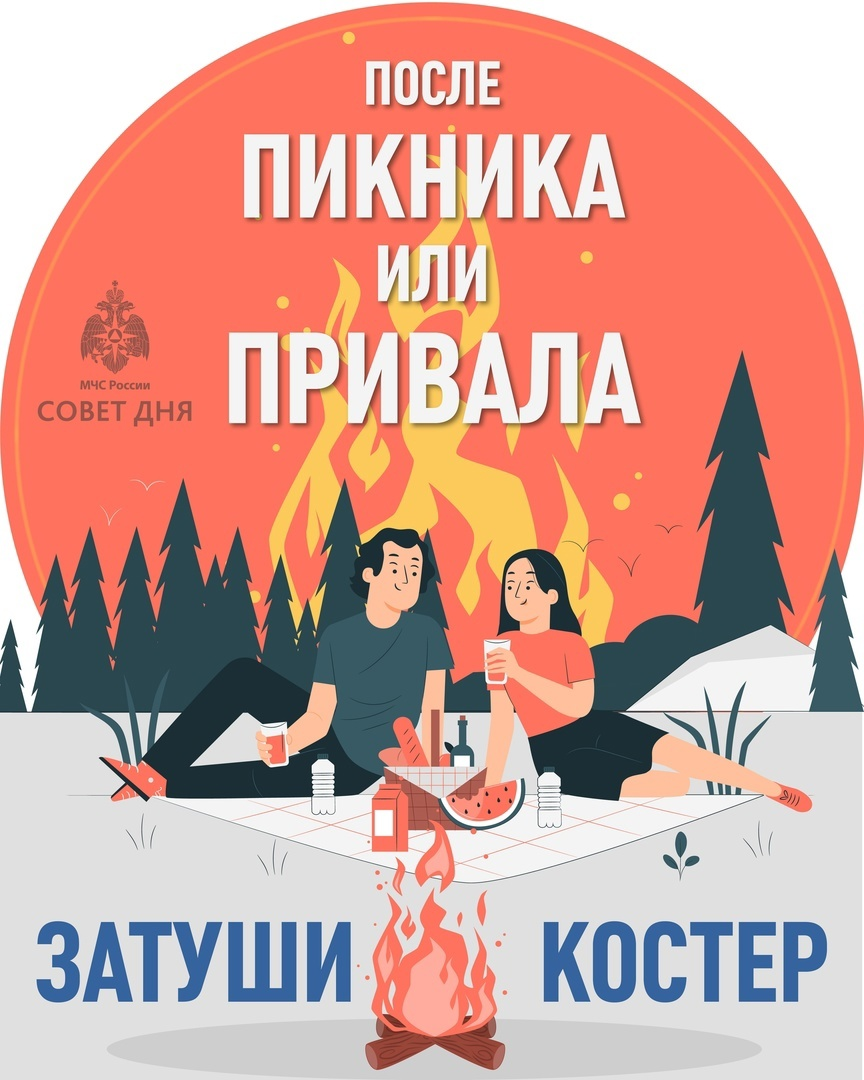 ПОСЛЕ
ПИКНИКА
ИЛИ
ПРИВАЛА
МЧС России
СОВЕТ ДНЯ
ЗАТУШИ КОСТЕР